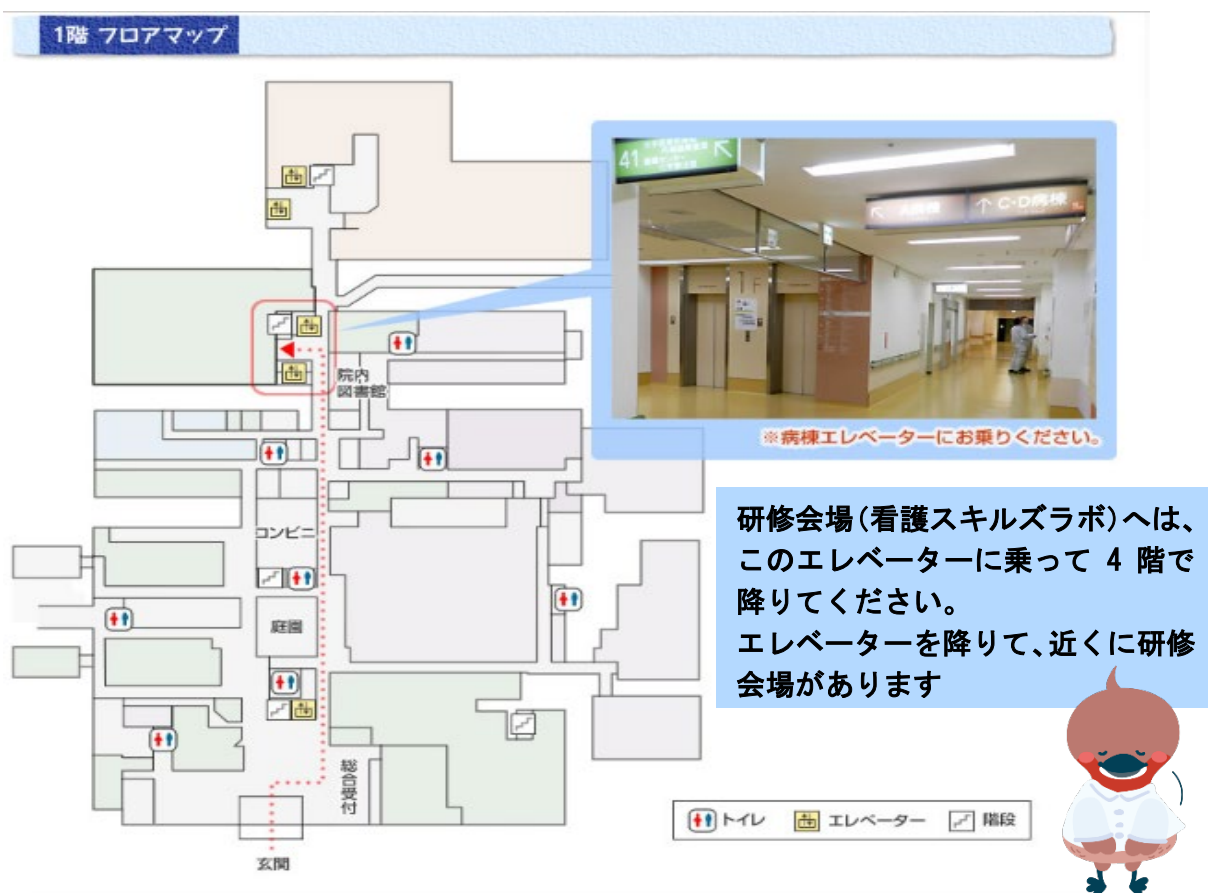 1階 フロアマップ
41
A病棟
C・D病棟
1F
※病棟エレベーターにお乗りください。
院内
図書館
コンビニ
庭園
総合受付
玄関
研修会場(看護スキルズラボ)へは、
このエレベーターに乗って 4 階で
降りてください。
エレベーターを降りて、近くに研修
会場があります
トイレ
エレベーター
階段